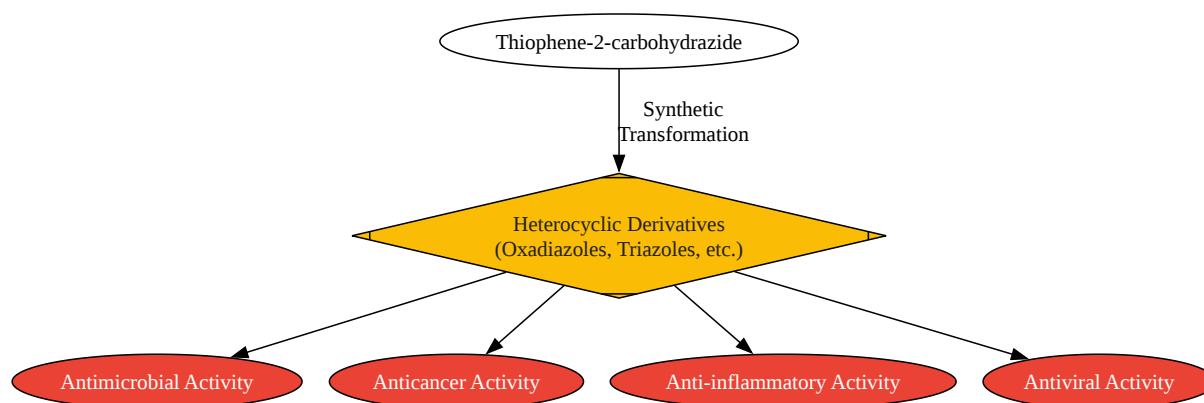 Thiophene-2-carbohydrazide
Synthetic
Transformation
Heterocyclic Derivatives
(Oxadiazoles, Triazoles, etc.)
Antimicrobial Activity
Anticancer Activity
Anti-inflammatory Activity
Antiviral Activity